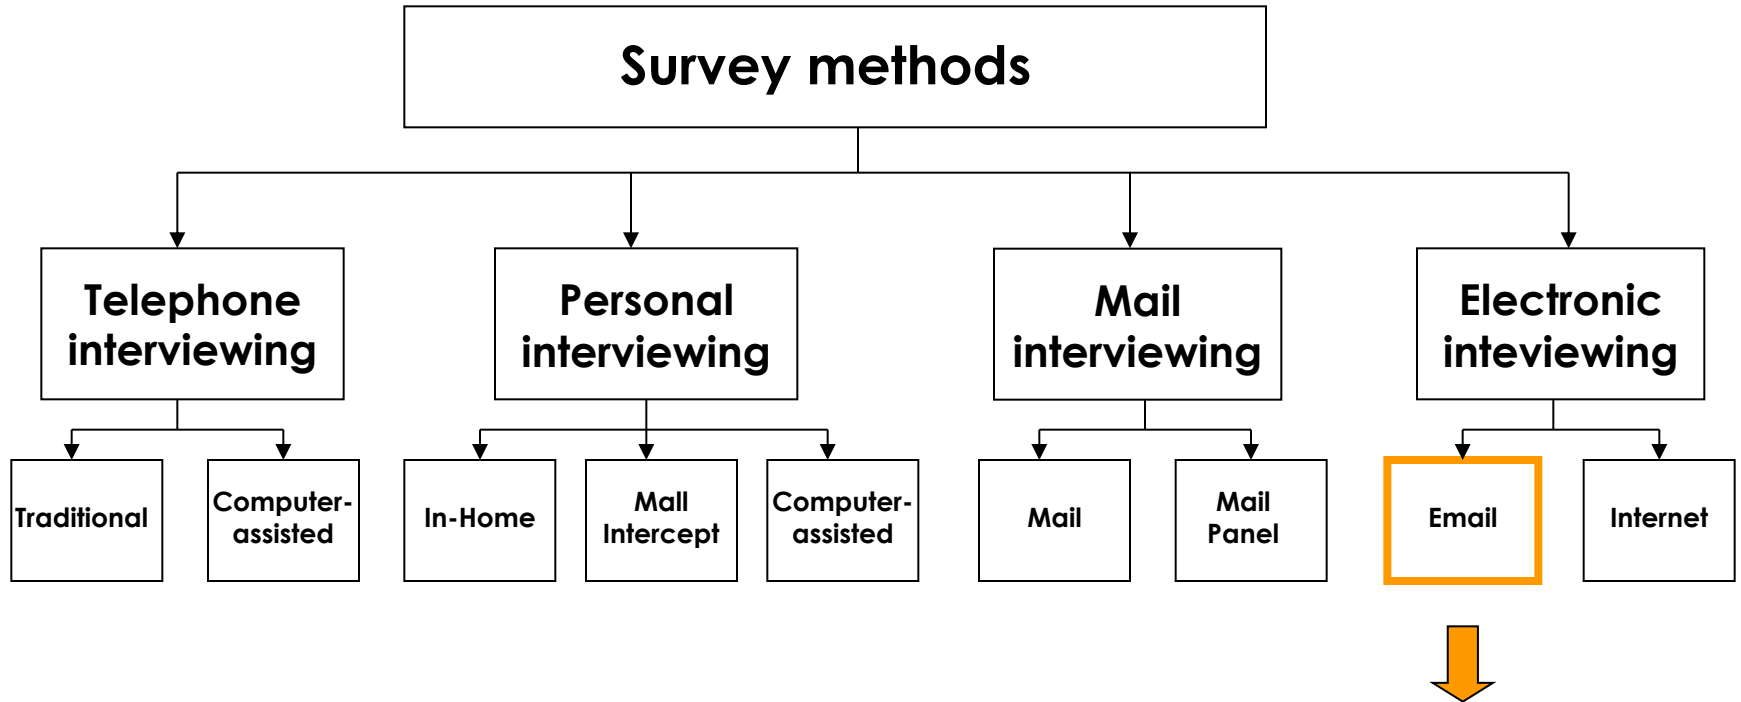 Survey methods
Telephone
interviewing
Personal
interviewing
Mail
interviewing
Electronic
inteviewing
Traditional
Computer-
assisted
In-Home
Mall
Intercept
Computer-
assisted
Mail
Mail
Panel
Email
Internet